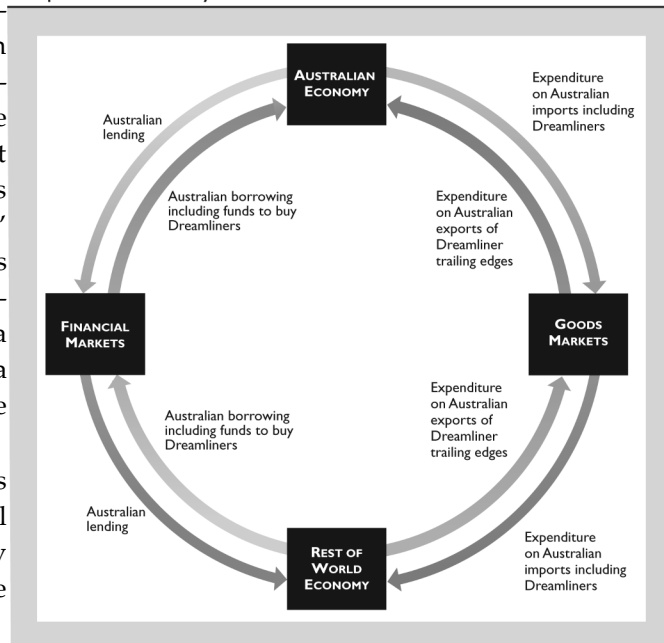 AUSTRALIAN
ECONOMY
Expenditure
on Australian
imports including
Dreamliners
Australian
lending
Australian borrowing
including funds to buy
Dreamliners
Expenditure
on Australian
exports of
Dreamliner
trailing edges
FINANCIAL
MARKETS
GOODS
MARKETS
Australian borrowing
including funds to buy
Dreamliners
Expenditure
on Australian
exports of
Dreamliner
trailing edges
Australian
lending
REST OF
WORLD
ECONOMY
Expenditure
on Australian
imports including
Dreamliners